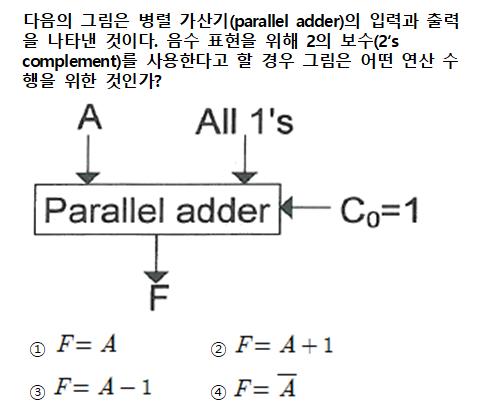 다음의 그림은 병렬 가산기(parallel adder)의 입력과 출력
을 나타낸 것이다. 음수 표현을 위해 2의 보수(2's
complement)를 사용한다고 할 경우 그림은 어떤 연산 수
행을 위한 것인가?
A All 1's
Parallel adder C₀=1
F
① F= A ② F= A+1
③ F= A−1 ④ F= A̅